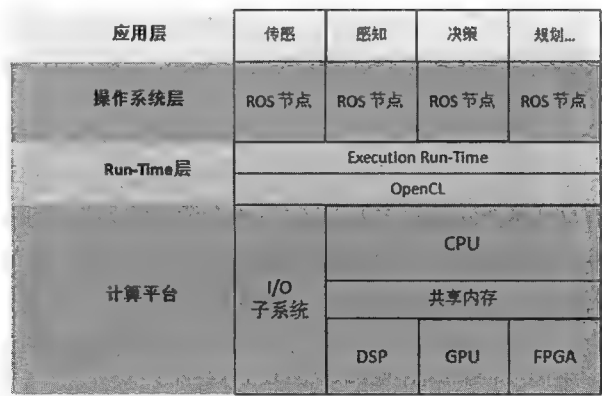 应用层 传感 感知 决策 规划...
操作系统层 ROS 节点 ROS 节点 ROS 节点 ROS 节点
Run-Time层
Execution Run-Time
OpenCL
计算平台
I/O
子系统
CPU
共享内存
DSP GPU FPGA